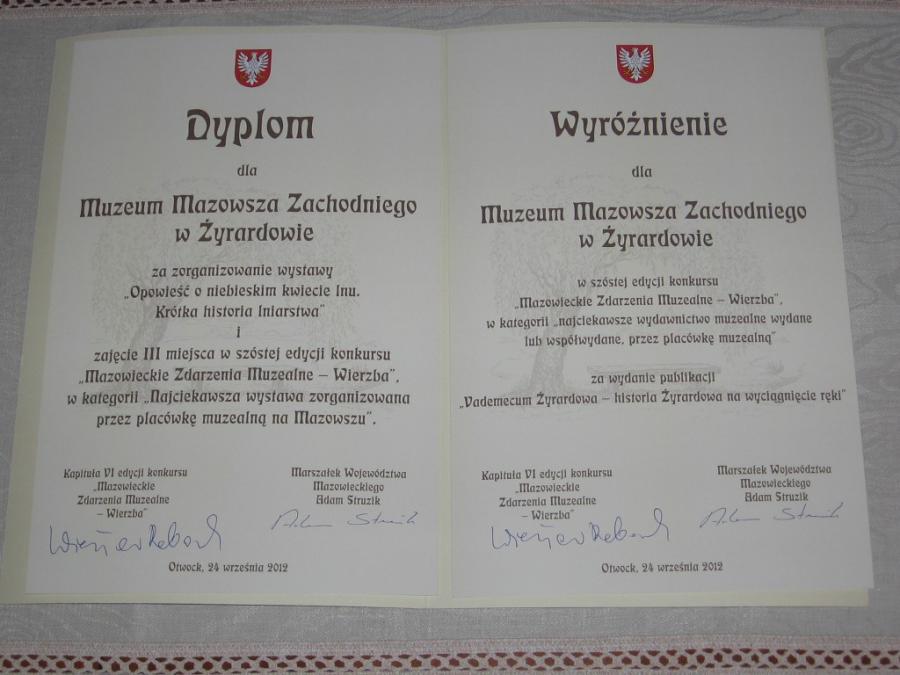 Dyplom
dla
Muzeum Mazowsza Zachodniego
w Żyrardowie
za zorganizowanie wystawy
„Opowieść o niebieskim kwiecie lnu.
Krótka historia lniarstwa"
i
zajęcie III miejsca w szóstej edycji konkursu
„Mazowieckie Zdarzenia Muzealne – Wierzba",
w kategorii „Najciekawsza wystawa zorganizowana
przez placówkę muzealną na Mazowszu".
Kapituła VI edycji konkursu
„Mazowieckie
Zdarzenia Muzealne
– Wierzba"
Marszałek Województwa
Mazowieckiego
Adam Struzik
Otwock, 24 września 2012
Wyróżnienie
dla
Muzeum Mazowsza Zachodniego
w Żyrardowie
w szóstej edycji konkursu
„Mazowieckie Zdarzenia Muzealne – Wierzba",
w kategorii „najciekawsze wydawnictwo muzealne wydane
lub współwydane, przez placówkę muzealną"
za wydanie publikacji
„Vademecum Żyrardowa – historia Żyrardowa na wyciągnięcie ręki"
Kapituła VI edycji konkursu
„Mazowieckie
Zdarzenia Muzealne
– Wierzba"
Marszałek Województwa
Mazowieckiego
Adam Struzik
Otwock, 24 września 2012